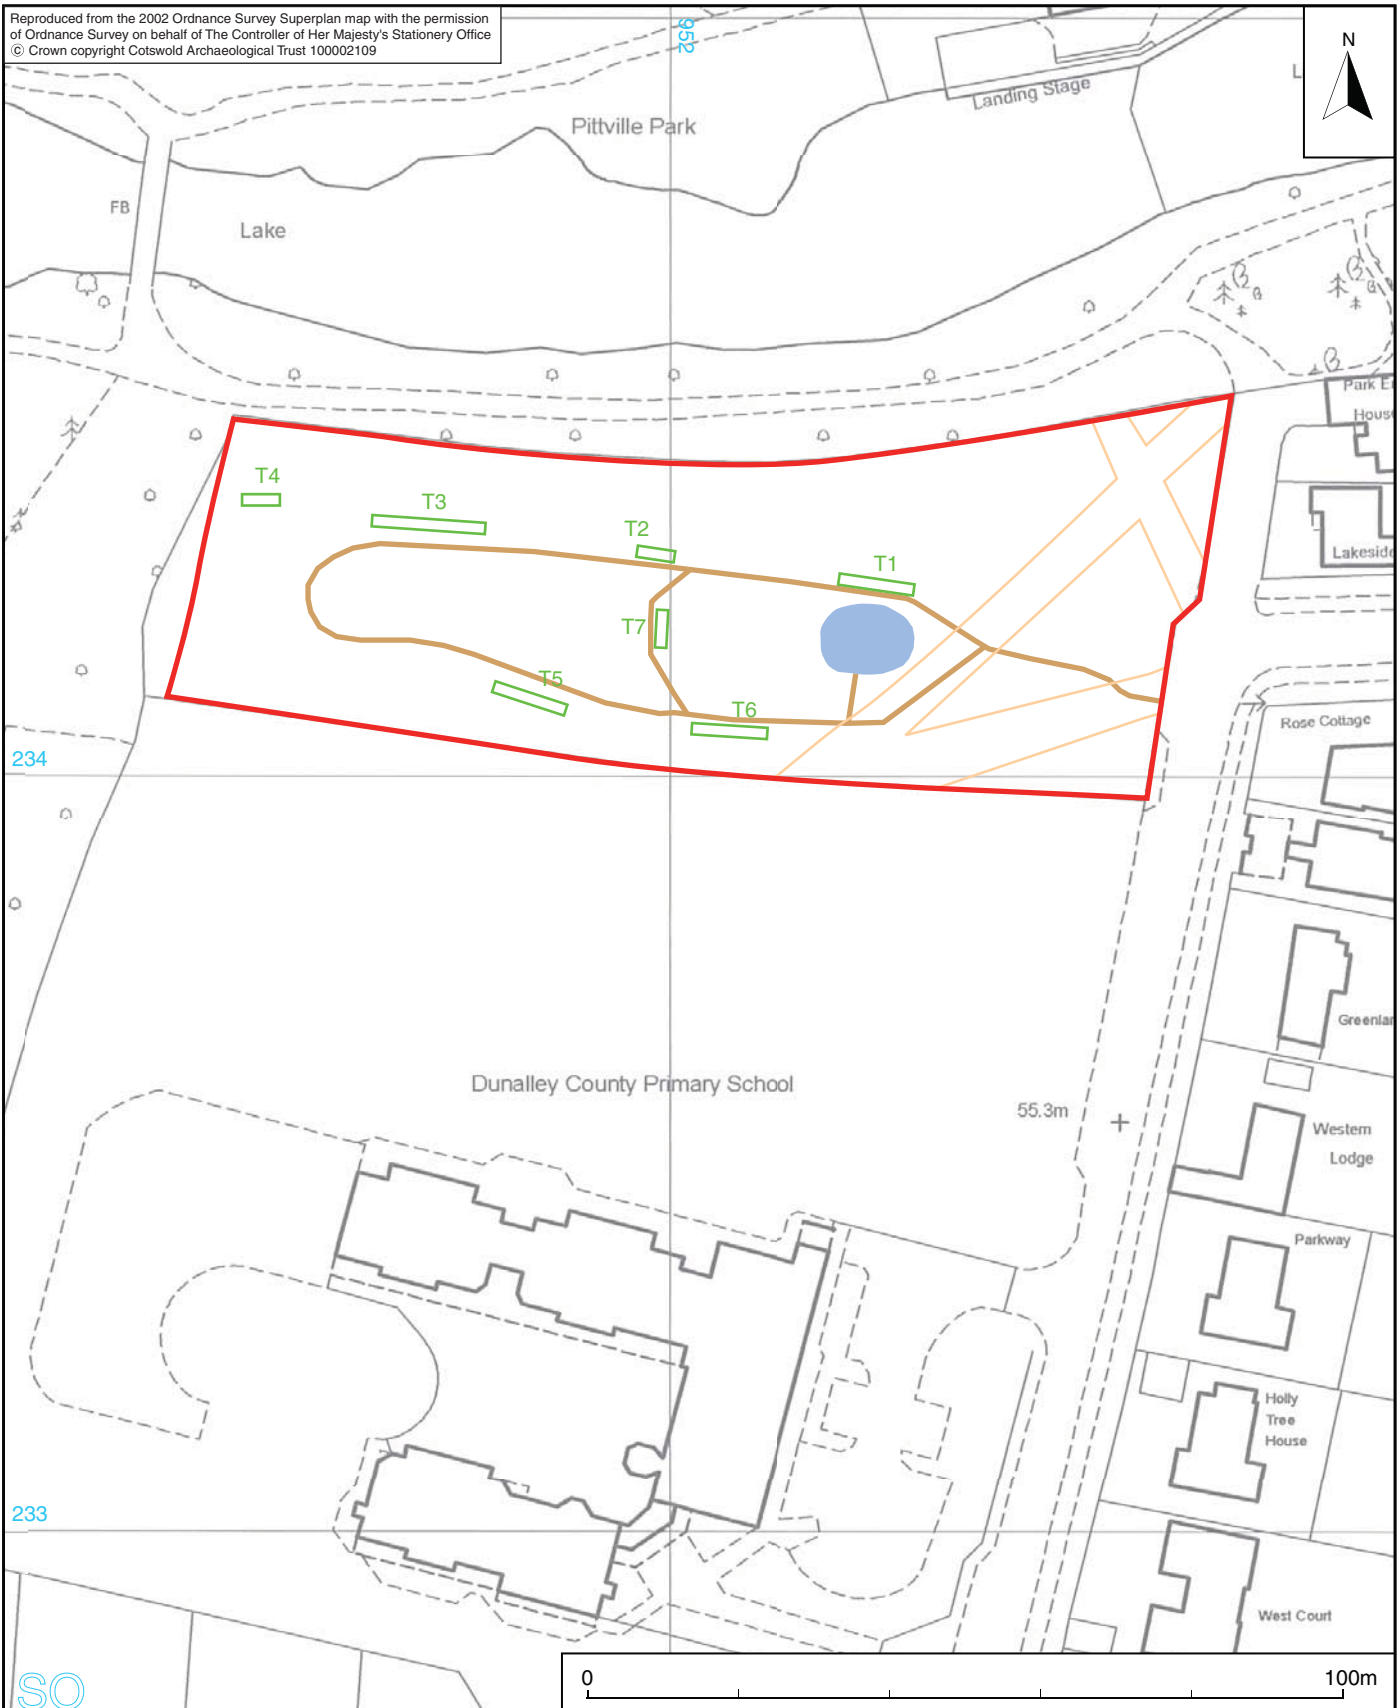 Reproduced from the 2002 Ordnance Survey Superplan map with the permission
of Ordnance Survey on behalf of The Controller of Her Majesty's Stationery Office
© Crown copyright Cotswold Archaeological Trust 100002109
952
N
L
Landing Stage
Pittville Park
FB
Lake
Park E
House
Lakeside
T4
T3
T2
T1
T7
T5
T6
Rose Cottage
234
Greenlan
Dunalley County Primary School
55.3m
Western
Lodge
Parkway
Holly
Tree
House
233
West Court
SO
0
100m